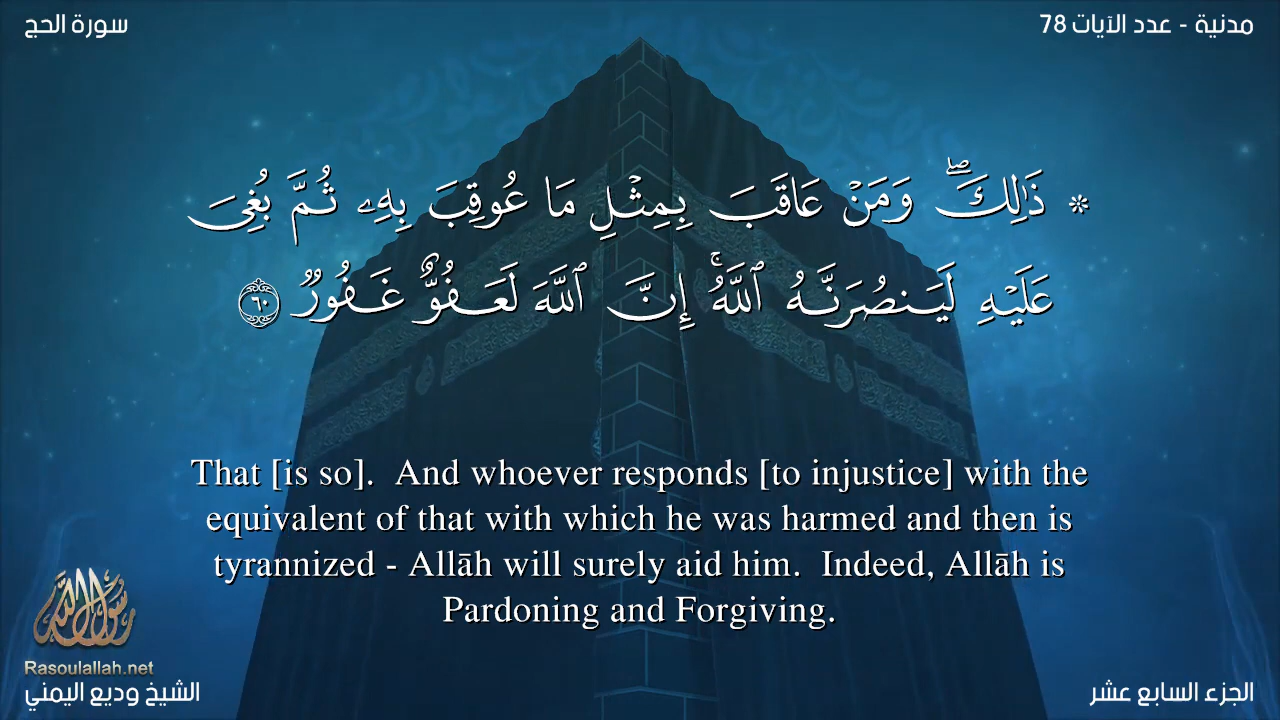 مدنية - عدد الآيات 78
سورة الحج
۞ ذَٰلِكَۖ وَمَنۡ عَاقَبَ بِمِثۡلِ مَا عُوقِبَ بِهِۦ ثُمَّ بُغِيَ
عَلَيۡهِ لَيَنصُرَنَّهُ ٱللَّهُۚ إِنَّ ٱللَّهَ لَعَفُوٌّ غَفُورٞ ٦٠
That [is so].  And whoever responds [to injustice] with the
equivalent of that with which he was harmed and then is
tyrannized - Allāh will surely aid him.  Indeed, Allāh is
Pardoning and Forgiving.
رسول الله
Rasoulallah.net
الجزء السابع عشر
الشيخ وديع اليمني